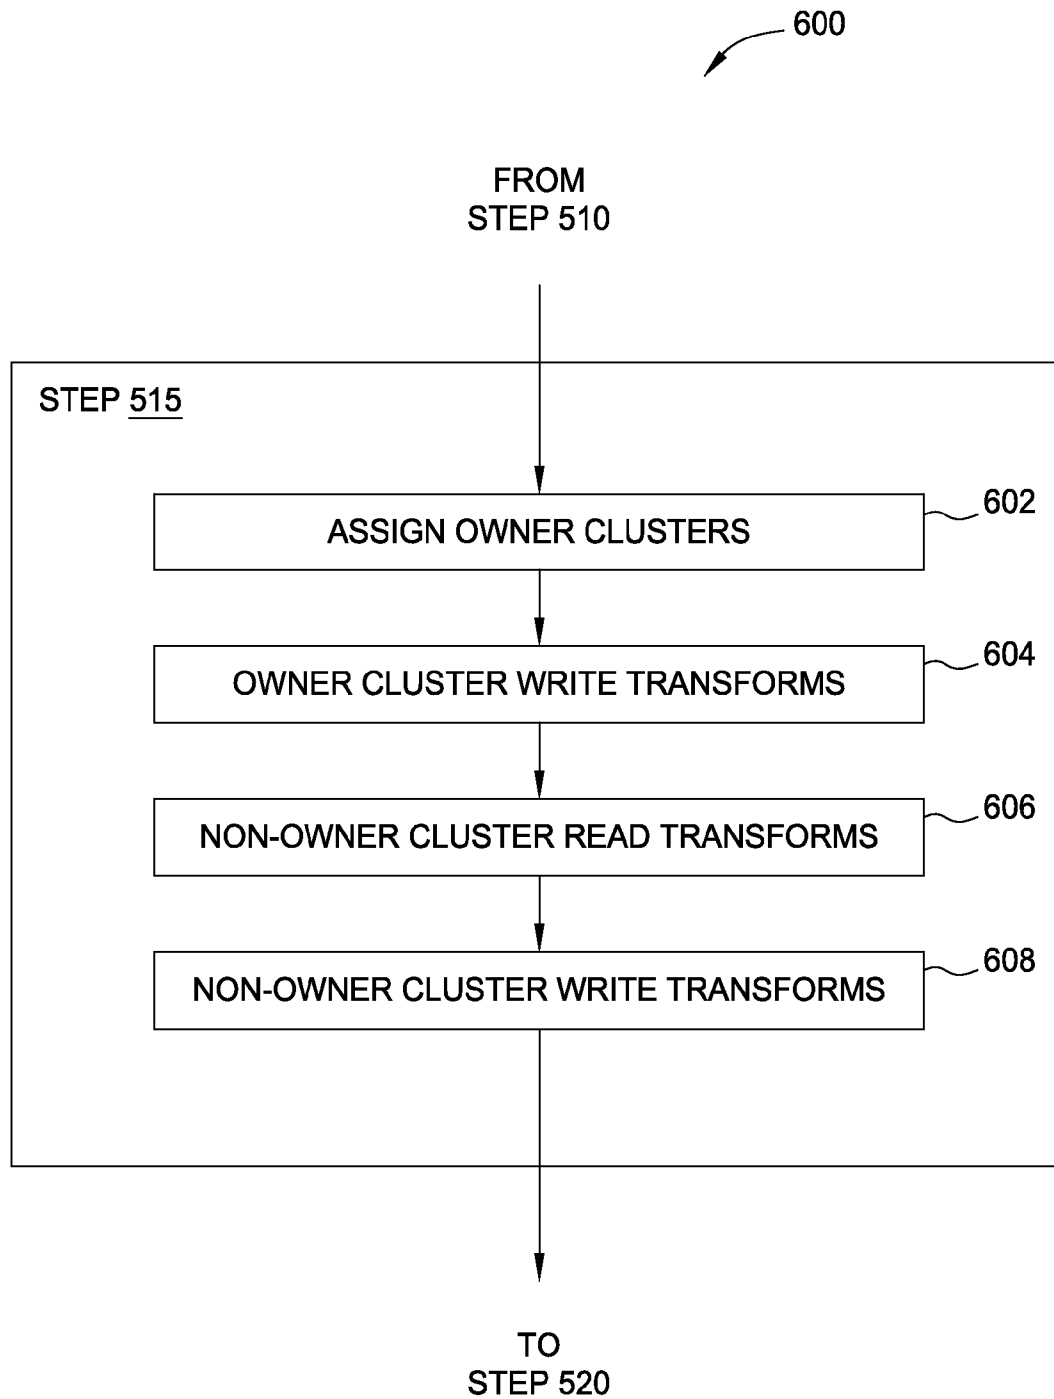 600
FROM
STEP 510
STEP 515
ASSIGN OWNER CLUSTERS
602
OWNER CLUSTER WRITE TRANSFORMS
604
NON-OWNER CLUSTER READ TRANSFORMS
606
NON-OWNER CLUSTER WRITE TRANSFORMS
608
TO
STEP 520